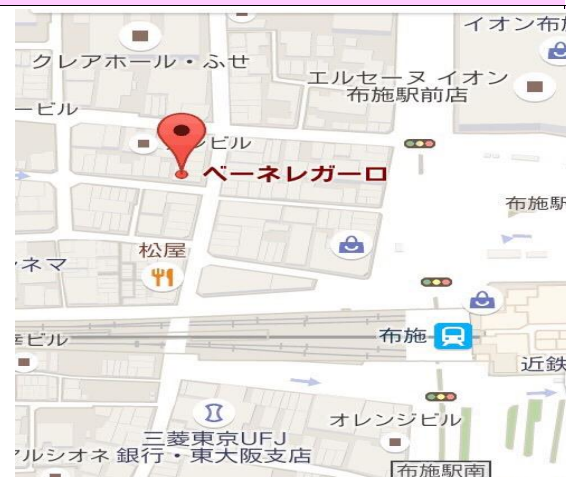 イオン布施
クレアホール・ふせ
エルセーヌ イオン
布施駅前店
ービル
ビル
ベーネレガーロ
布施駅
松屋
ネマ
布施
幸ビル
近鉄
オレンジビル
三菱東京UFJ
銀行・東大阪支店
アルシオネ
布施駅南